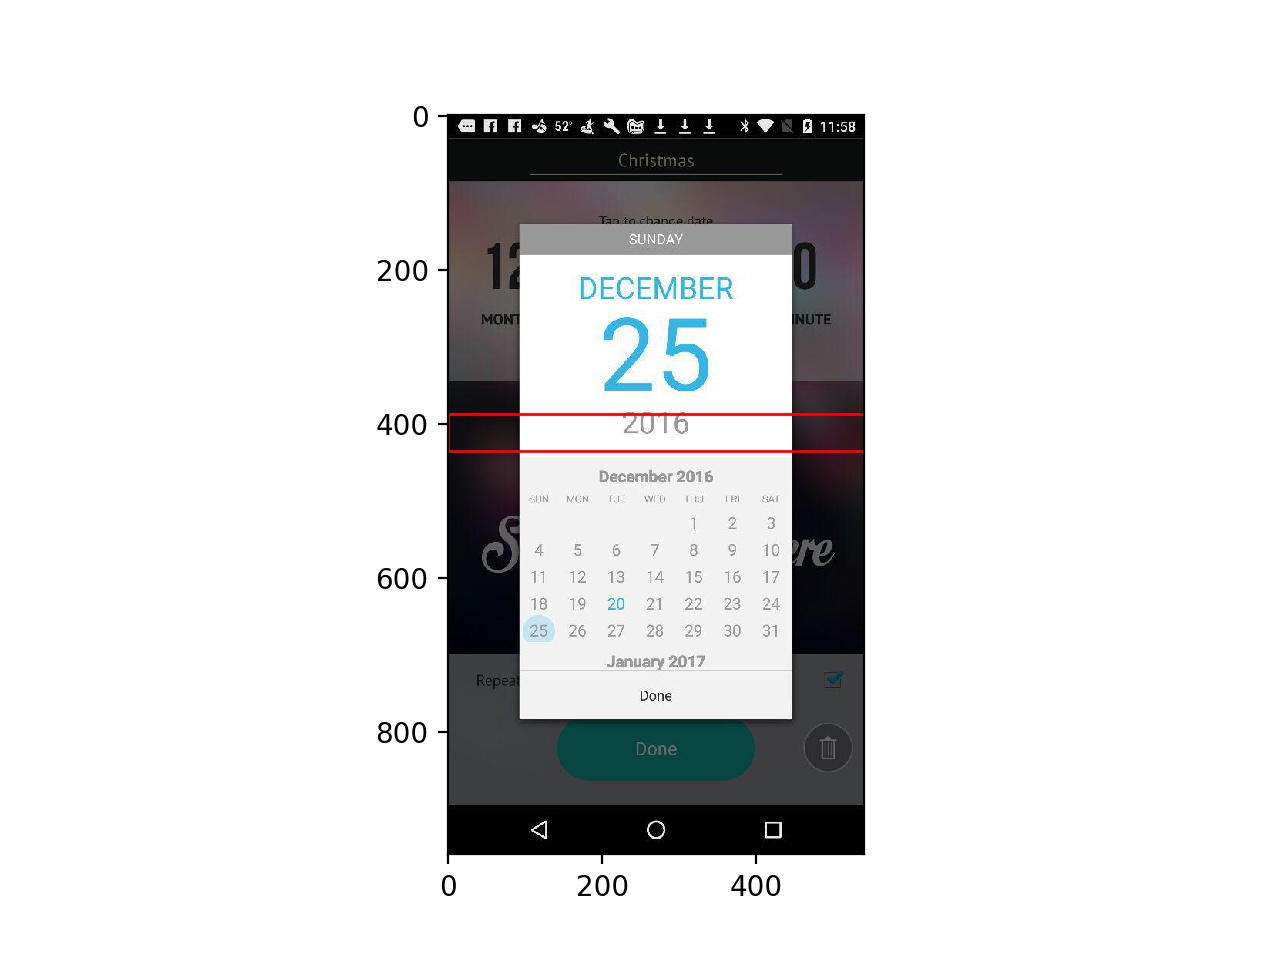 0
200
400
600
800
0
200
400
52°
11:58
Christmas
Tap to change date
12
0
MONT
INUTE
SUNDAY
DECEMBER
25
2016
December 2016
SUN MON TUE WED THU FRI SAT
1 2 3
4 5 6 7 8 9 10
11 12 13 14 15 16 17
18 19 20 21 22 23 24
25 26 27 28 29 30 31
January 2017
S
ere
Repeat
Done
Done